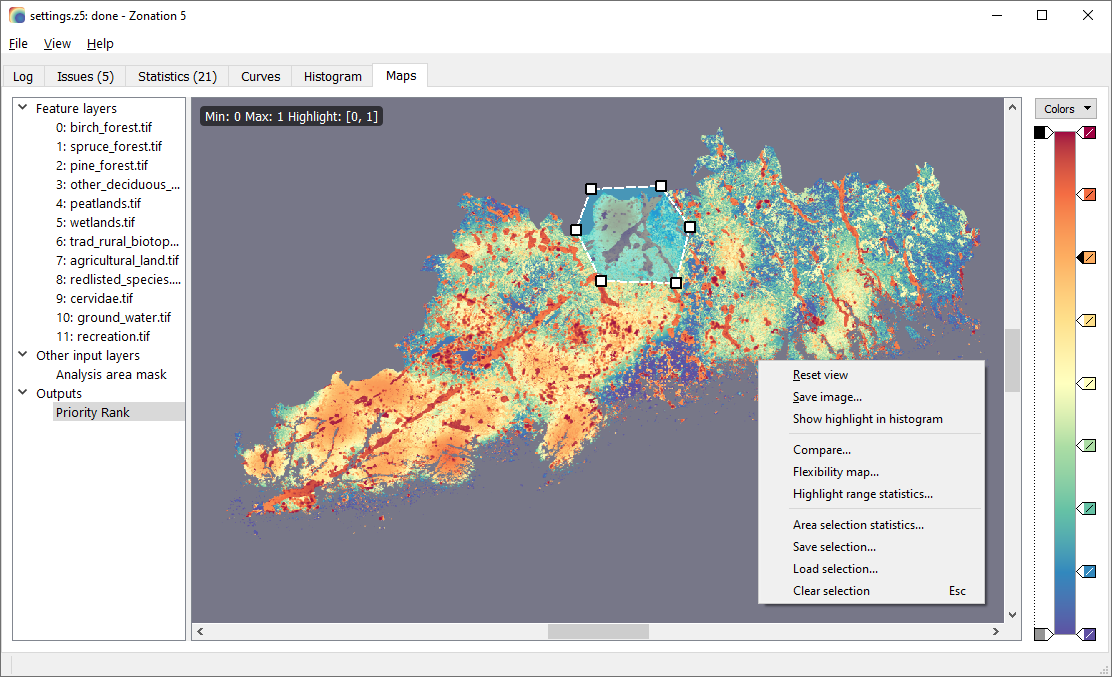 settings.z5: done - Zonation 5
File View Help
Log Issues (5) Statistics (21) Curves Histogram Maps
Feature layers
0: birch_forest.tif
1: spruce_forest.tif
2: pine_forest.tif
3: other_deciduous_...
4: peatlands.tif
5: wetlands.tif
6: trad_rural_biotop...
7: agricultural_land.tif
8: redlisted_species....
9: cervidae.tif
10: ground_water.tif
11: recreation.tif
Other input layers
Analysis area mask
Outputs
Priority Rank
Min: 0 Max: 1 Highlight: [0, 1]
Reset view
Save image...
Show highlight in histogram
Compare...
Flexibility map...
Highlight range statistics...
Area selection statistics...
Save selection...
Load selection...
Clear selection Esc
Colors